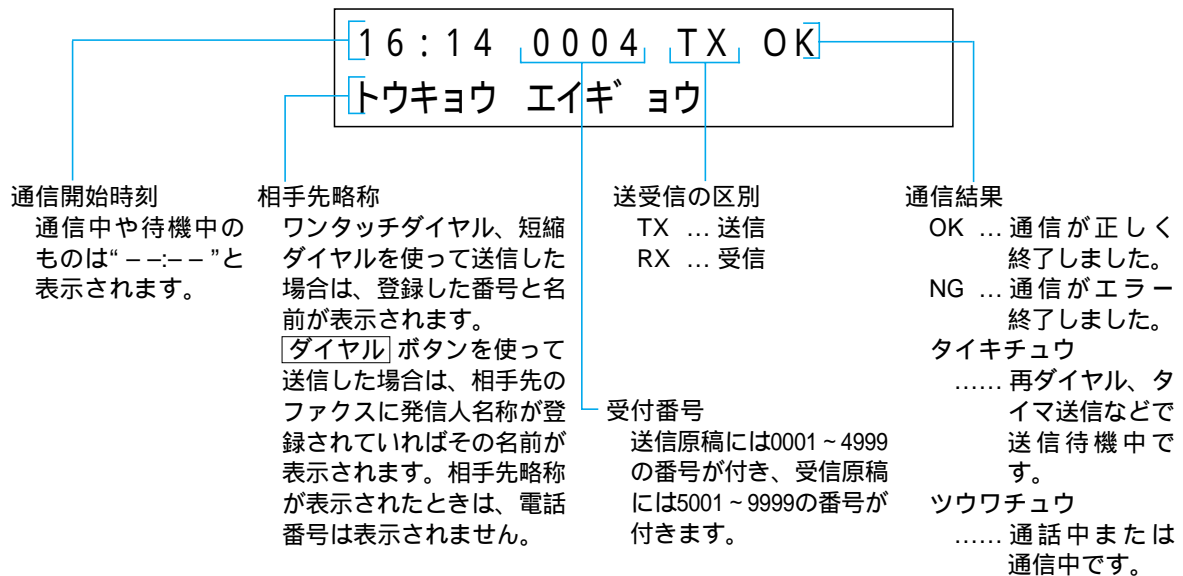 16:14 0004 TX OK
トウキョウ エイギ゛ョウ
通信開始時刻
通信中や待機中の
ものは“ – –:– – ”と
表示されます。
相手先略称
ワンタッチダイヤル、短縮
ダイヤルを使って送信した
場合は、登録した番号と名
前が表示されます。
ダイヤル ボタンを使って
送信した場合は、相手先の
ファクスに発信人名称が登
録されていればその名前が
表示されます。相手先略称
が表示されたときは、電話
番号は表示されません。
受付番号
送信原稿には0001~4999
の番号が付き、受信原稿
には5001~9999の番号が
付きます。
送受信の区別
TX … 送信
RX … 受信
通信結果
OK … 通信が正しく
終了しました。
NG … 通信がエラー
終了しました。
タイキチュウ
…… 再ダイヤル、タ
イマ送信などで
送信待機中で
す。
ツウワチュウ
…… 通話中または
通信中です。